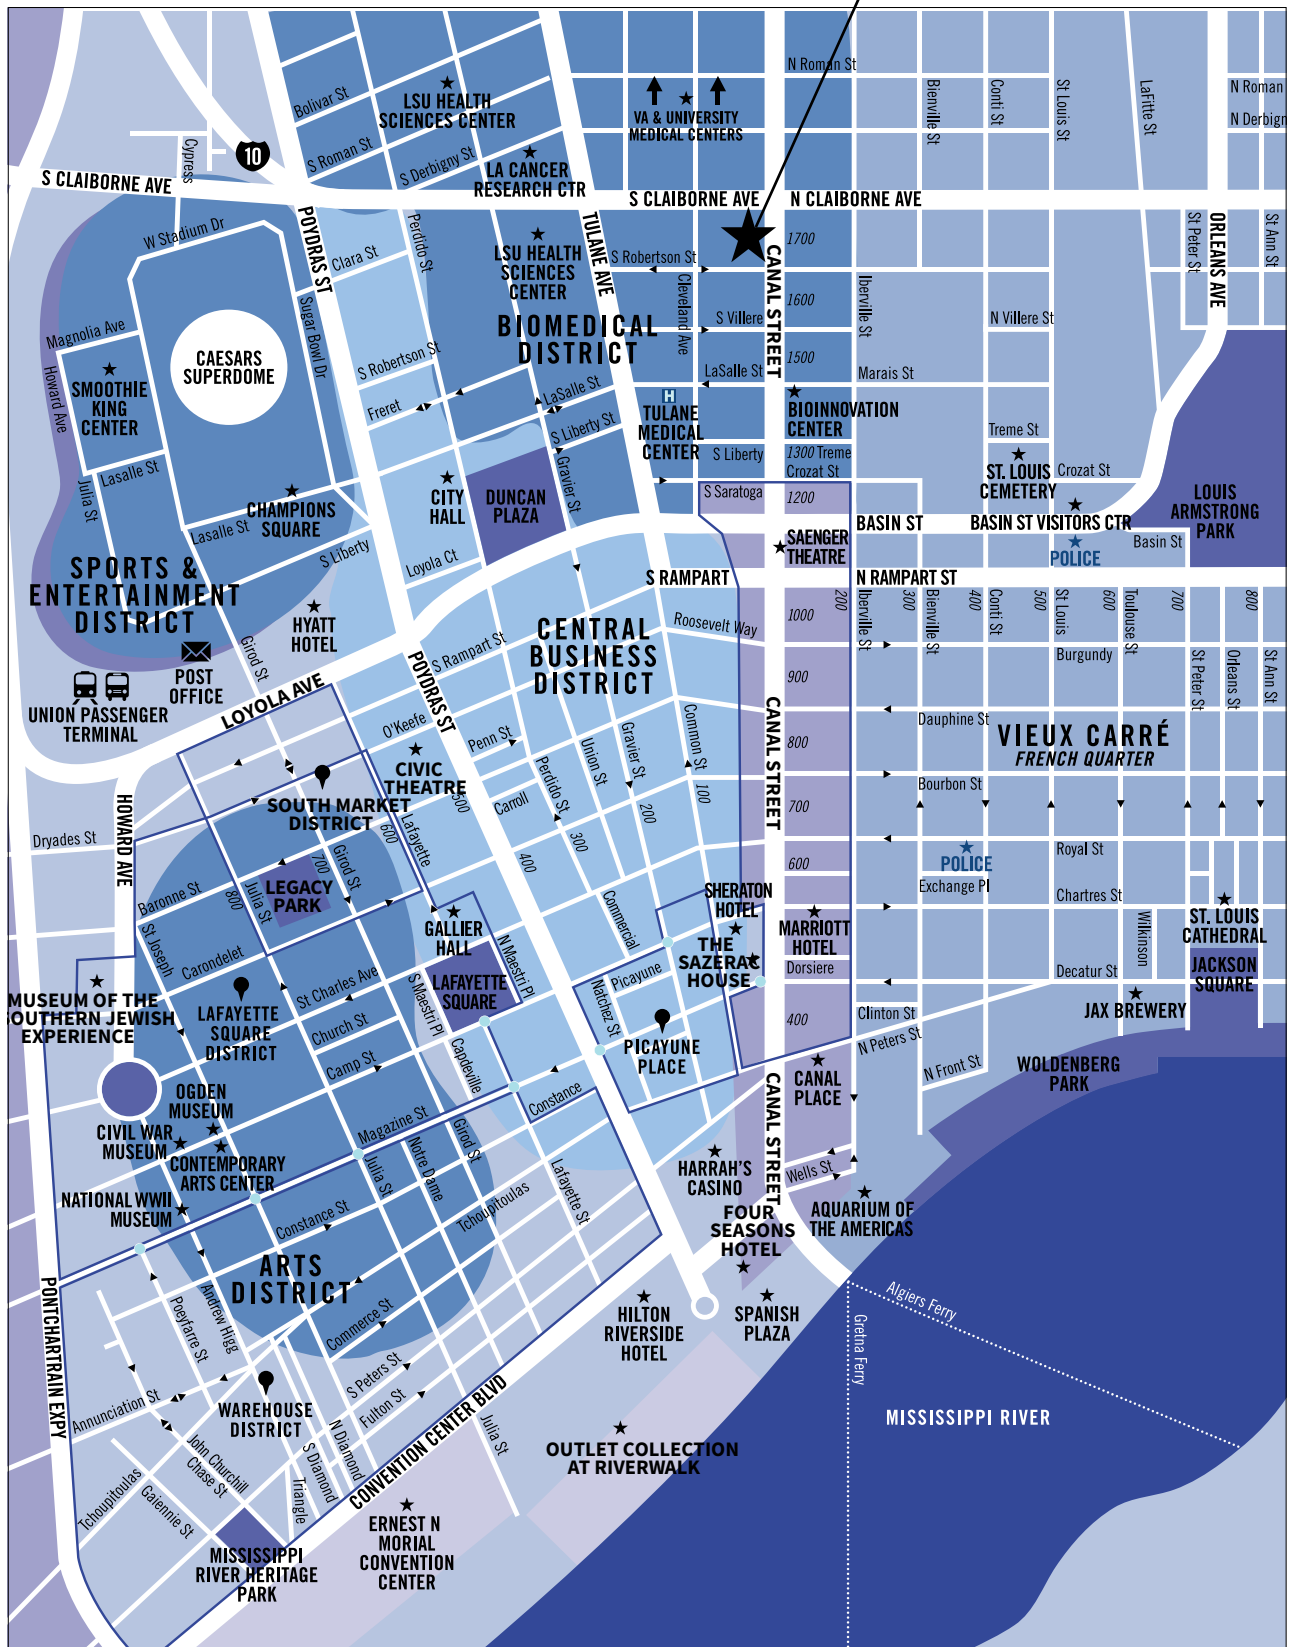 N Roman St
N Roman
Bolivar St
LSU HEALTH
SCIENCES CENTER
VA & UNIVERSITY
MEDICAL CENTERS
Bienville St
Conti St
St Louis St
LaFitte St
N Derbign
S Roman St
S Derbigny St
LA CANCER
RESEARCH CTR
10
Cypress
S CLAIBORNE AVE
S CLAIBORNE AVE
N CLAIBORNE AVE
W Stadium Dr
POYDRAS ST
Clara St
Perdido St
LSU HEALTH
SCIENCES
CENTER
TULANE AVE
S Robertson St
CANAL STREET
1700
St Peter St
ORLEANS AVE
St Ann St
Sugar Bowl Dr
Cleveland Ave
1600
Iberville St
Magnolia Ave
BIOMEDICAL
DISTRICT
S Villere
N Villere St
CAESARS
SUPERDOME
S Robertson St
1500
LaSalle St
Marais St
Howard Ave
SMOOTHIE
KING
CENTER
Freret
LaSalle St
S Liberty St
H
TULANE
MEDICAL
CENTER
BIOINNOVATION
CENTER
Treme St
S Liberty
1300 Treme
Crozat St
ST. LOUIS
CEMETERY
Crozat St
Lasalle St
Julia St
Gravier St
CITY
HALL
DUNCAN
PLAZA
S Saratoga
1200
LOUIS
ARMSTRONG
PARK
CHAMPIONS
SQUARE
Lasalle St
S Liberty
BASIN ST
BASIN ST VISITORS CTR
SAENGER
THEATRE
POLICE
Basin St
Loyola Ct
S RAMPART
N RAMPART ST
SPORTS &
ENTERTAINMENT
DISTRICT
HYATT
HOTEL
200
300
400
500
600
700
800
Iberville St
Bienville St
Conti St
St Louis
Toulouse St
1000
CENTRAL
BUSINESS
DISTRICT
Roosevelt Way
S Rampart St
Burgundy
St Peter St
Orleans St
St Ann St
Girod St
POST
OFFICE
UNION PASSENGER
TERMINAL
LOYOLA AVE
POYDRAS ST
900
O'Keefe
Penn St
Common St
CANAL STREET
Dauphine St
VIEUX CARRÉ
FRENCH QUARTER
800
CIVIC
THEATRE
Perdido St
Union St
Gravier St
Bourbon St
HOWARD AVE
SOUTH MARKET
DISTRICT
500
Carroll
100
700
200
300
Dryades St
600
Lafayette
400
POLICE
Royal St
700
Girod St
600
Exchange Pl
LEGACY
PARK
Baronne St
800
Julia St
SHERATON
HOTEL
Chartres St
Commercial
MARRIOTT
HOTEL
ST. LOUIS
CATHEDRAL
GALLIER
HALL
St Joseph
Carondelet
N Maestri Pl
THE
SAZERAC
HOUSE
Wilkinson
Dorsiere
Decatur St
JACKSON
SQUARE
St Charles Ave
S Maestri Pl
LAFAYETTE
SQUARE
Picayune
Natchez St
MUSEUM OF THE
SOUTHERN JEWISH
EXPERIENCE
LAFAYETTE
SQUARE
DISTRICT
Church St
400
Clinton St
JAX BREWERY
N Peters St
Camp St
Capdeville
PICAYUNE
PLACE
N Front St
CANAL
PLACE
WOLDENBERG
PARK
OGDEN
MUSEUM
Constance
CANAL STREET
CIVIL WAR
MUSEUM
Magazine St
Girod St
CONTEMPORARY
ARTS CENTER
Julia St
Notre Dame
Lafayette St
HARRAH'S
CASINO
Wells St
NATIONAL WWII
MUSEUM
Tchoupitoulas
Constance St
FOUR
SEASONS
HOTEL
AQUARIUM OF
THE AMERICAS
ARTS
DISTRICT
PONTCHARTRAIN EXPY
Poeyfarre St
Andrew Higg
Commerce St
HILTON
RIVERSIDE
HOTEL
SPANISH
PLAZA
Algiers Ferry
Gretna Ferry
S Peters St
Fulton St
Annunciation St
WAREHOUSE
DISTRICT
CONVENTION CENTER BLVD
Julia St
MISSISSIPPI RIVER
N Diamond
S Diamond
Triangle
OUTLET COLLECTION
AT RIVERWALK
John Churchill
Chase St
Tchoupitoulas
Gaiennie St
ERNEST N
MORIAL
CONVENTION
CENTER
MISSISSIPPI
RIVER HERITAGE
PARK